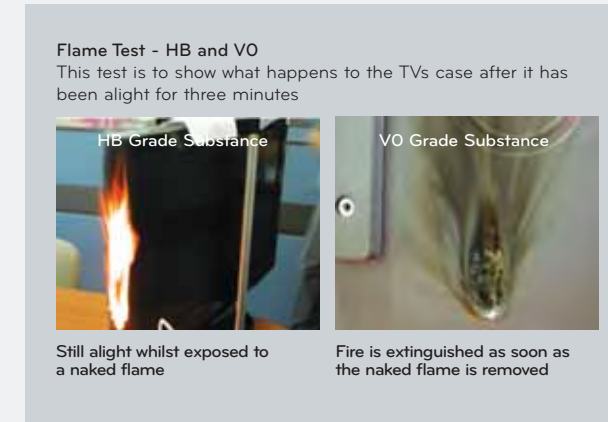 Flame Test - HB and V0
This test is to show what happens to the TVs case after it has
been alight for three minutes
HB Grade Substance
V0 Grade Substance
Still alight whilst exposed to
a naked flame
Fire is extinguished as soon as
the naked flame is removed